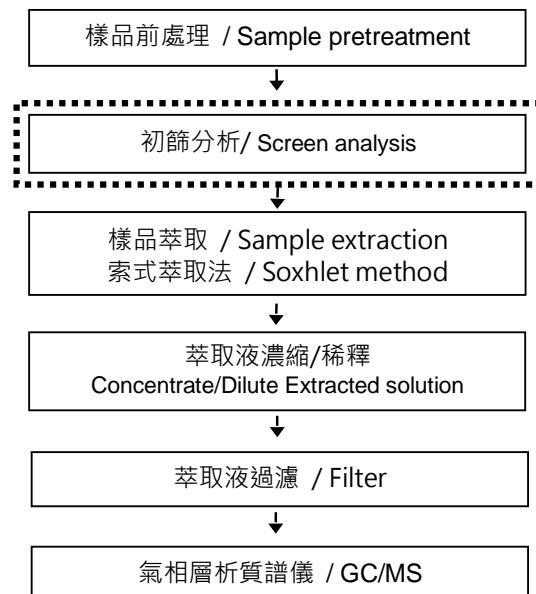 樣品前處理 / Sample pretreatment
初篩分析/ Screen analysis
樣品萃取 / Sample extraction
索式萃取法 / Soxhlet method
萃取液濃縮/稀釋
Concentrate/Dilute Extracted solution
萃取液過濾 / Filter
氣相層析質譜儀 / GC/MS